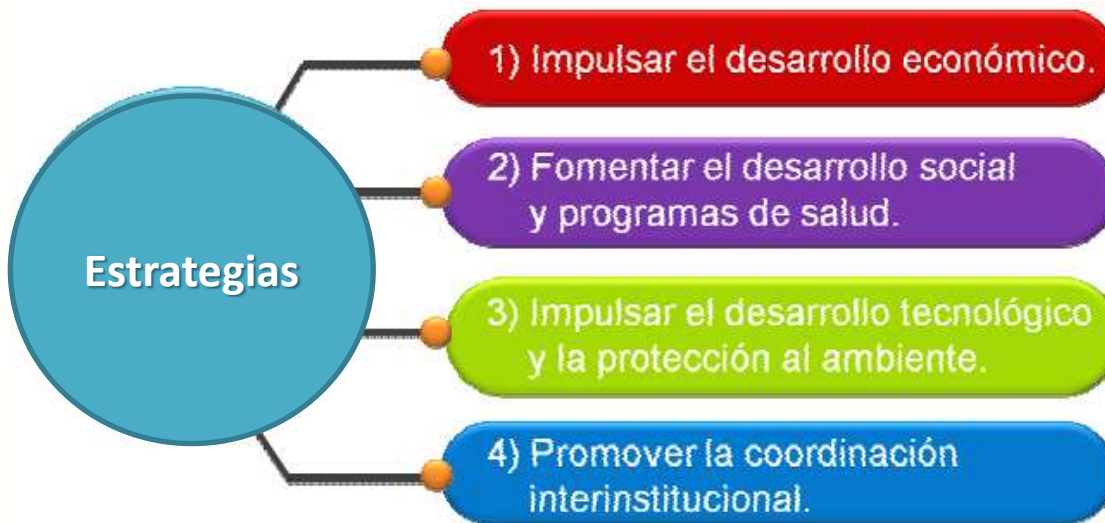 Estrategias
1) Impulsar el desarrollo económico.
2) Fomentar el desarrollo social
y programas de salud.
3) Impulsar el desarrollo tecnológico
y la protección al ambiente.
4) Promover la coordinación
interinstitucional.